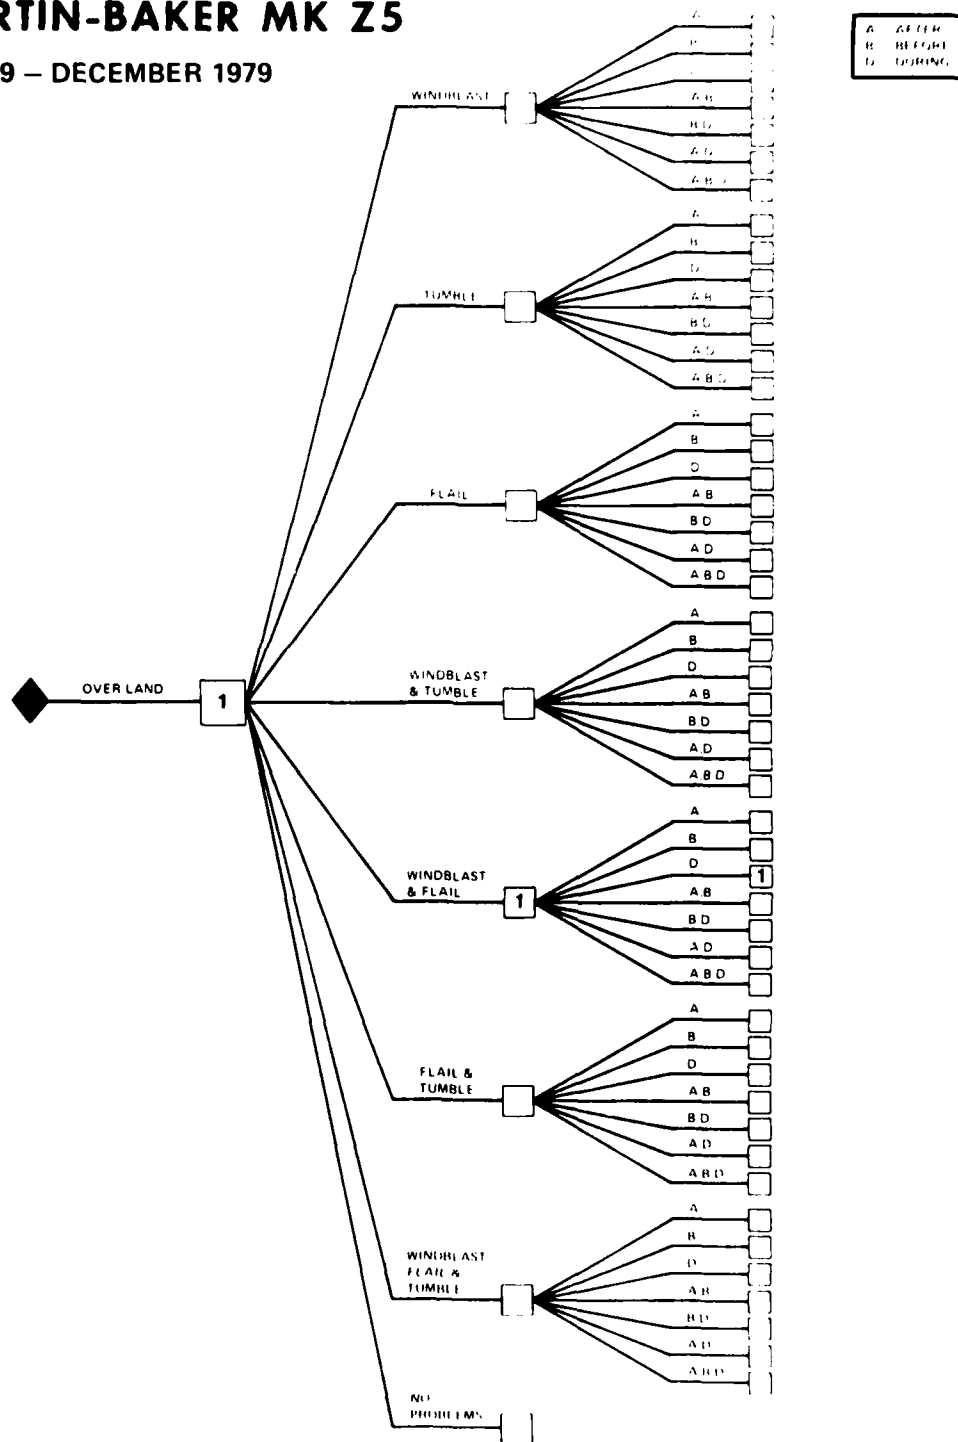 RTIN-BAKER MK Z5
9 – DECEMBER 1979
A AFTER
B BEFORE
D DURING
WINDBLAST
A
B
A B
B D
A D
A B D
TUMBLE
A
B
D
A B
B D
A D
A B D
FLAIL
A
B
D
A B
B D
A D
A B D
OVER LAND
1
WINDBLAST
& TUMBLE
A
B
D
A B
B D
A D
A B D
WINDBLAST
& FLAIL
1
A
B
D
1
A B
B D
A D
A B D
FLAIL &
TUMBLE
A
B
D
A B
B D
A D
A B D
WINDBLAST
FLAIL &
TUMBLE
A
B
D
A B
B D
A D
A B D
NO
PROBLEMS